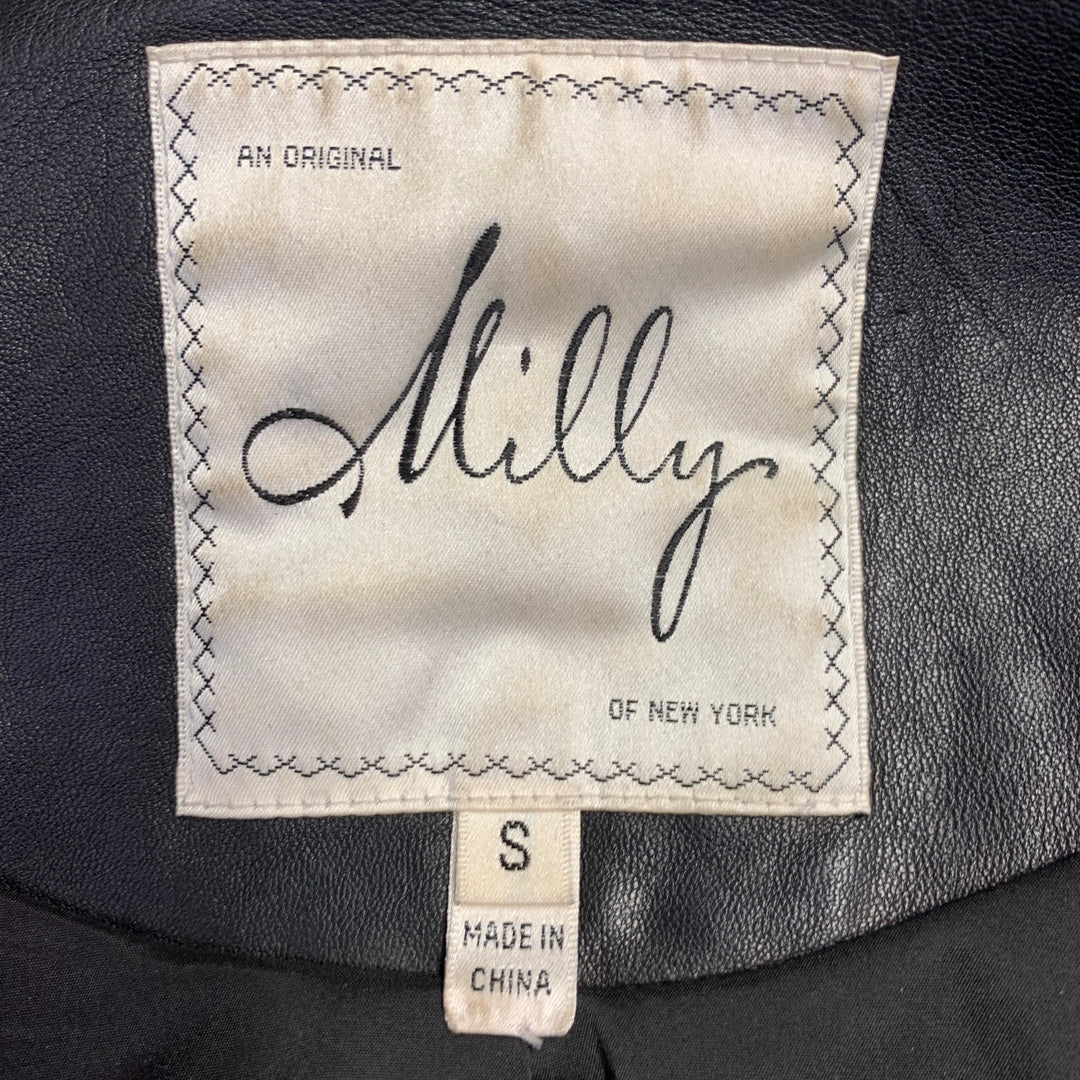 AN ORIGINAL
Milly
OF NEW YORK
S
MADE IN
CHINA